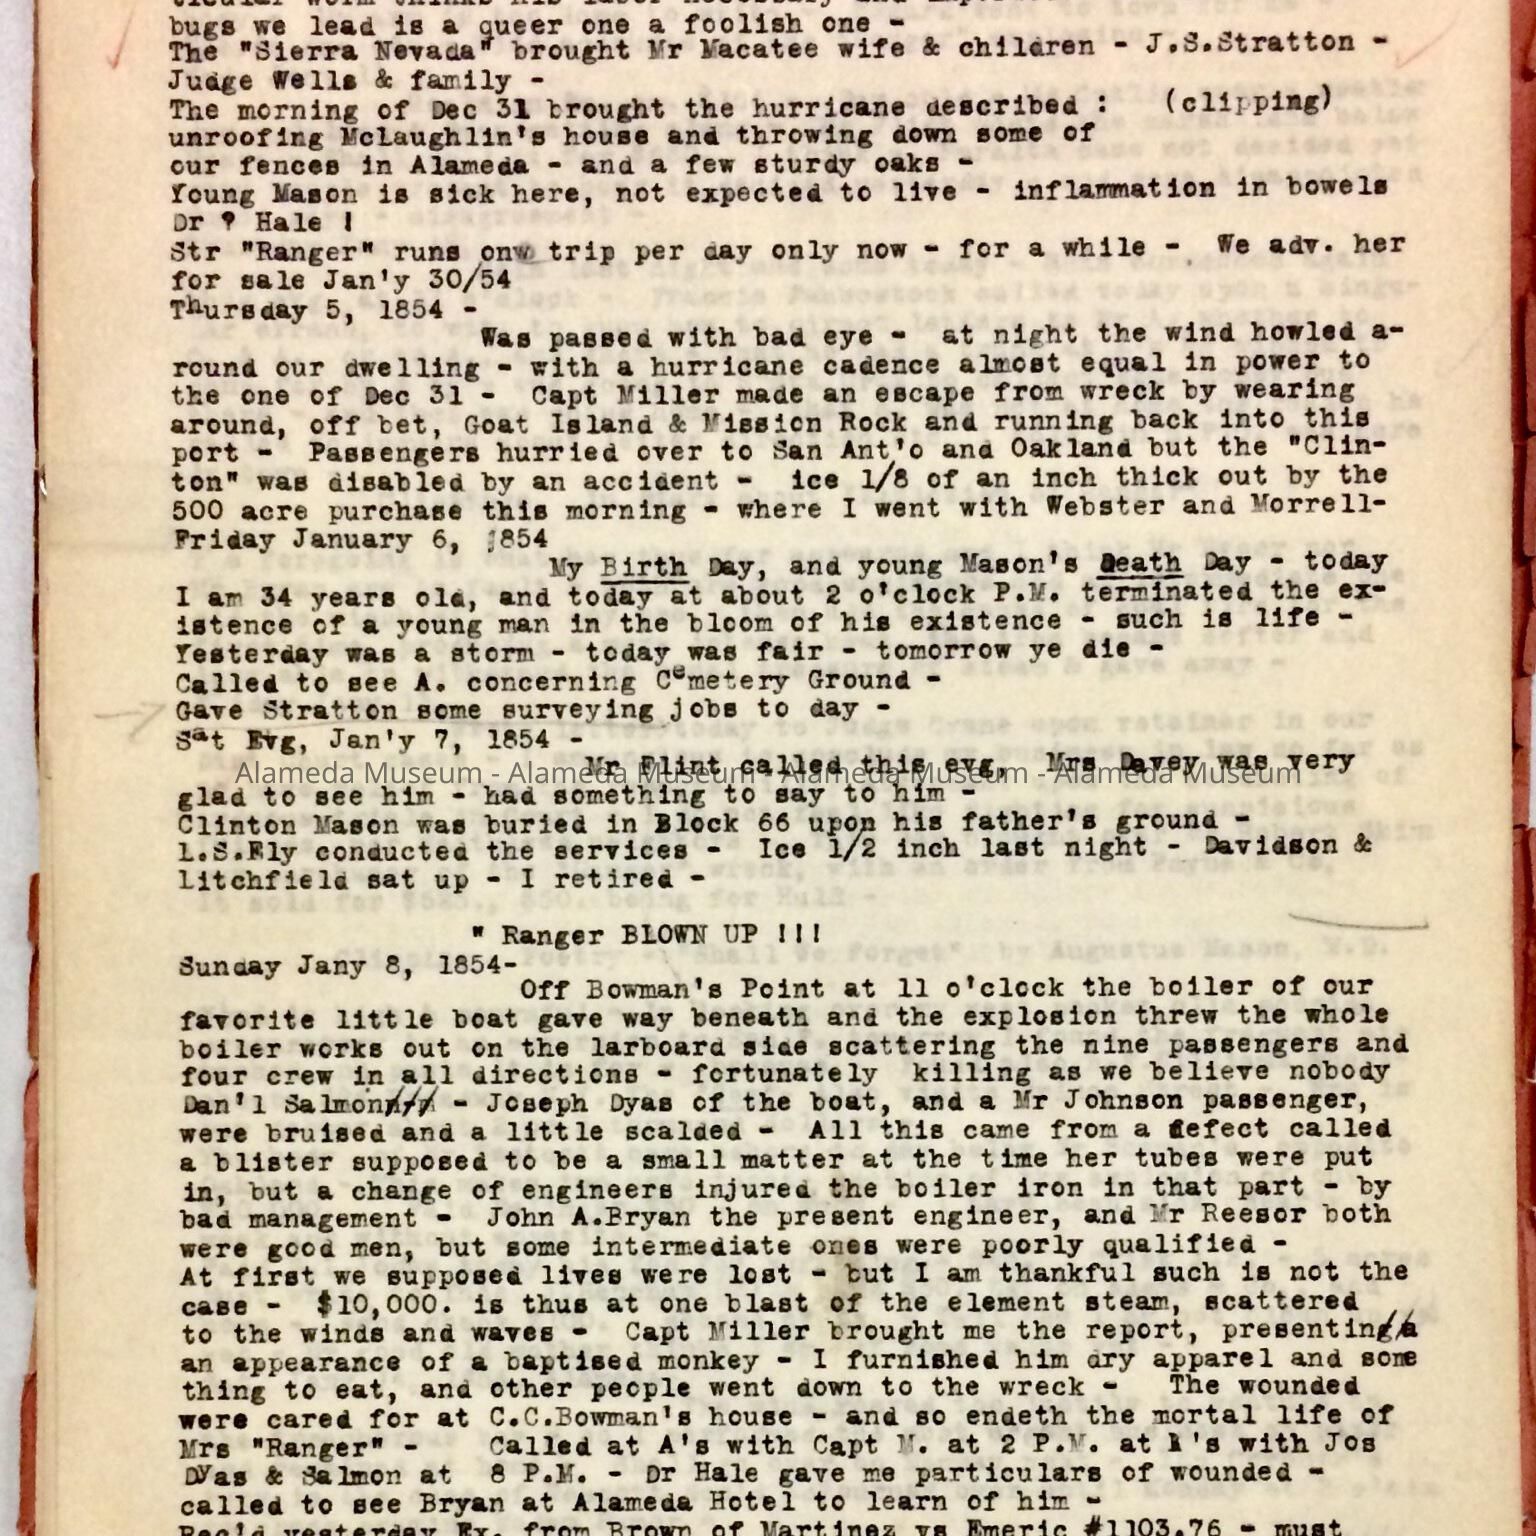 bugs we lead is a queer one a foolish one -
The "Sierra Nevada" brought Mr Macatee wife & children - J.S.Stratton -
Judge Wells & family -
The morning of Dec 31 brought the hurricane described : (clipping)
unroofing McLaughlin's house and throwing down some of
our fences in Alameda - and a few sturdy oaks -
Young Mason is sick here, not expected to live - inflammation in bowels
Dr ? Hale !
Str "Ranger" runs onw trip per day only now - for a while - We adv. her
for sale Jan'y 30/54
Thursday 5, 1854 -
Was passed with bad eye - at night the wind howled a-
round our dwelling - with a hurricane cadence almost equal in power to
the one of Dec 31 - Capt Miller made an escape from wreck by wearing
around, off bet, Goat Island & Mission Rock and running back into this
port - Passengers hurried over to San Ant'o and Oakland but the "Clin-
ton" was disabled by an accident - ice 1/8 of an inch thick out by the
500 acre purchase this morning - where I went with Webster and Morrell-
Friday January 6, 1854
My Birth Day, and young Mason's Death Day - today
I am 34 years old, and today at about 2 o'clock P.M. terminated the ex-
istence of a young man in the bloom of his existence - such is life -
Yesterday was a storm - today was fair - tomorrow ye die -
Called to see A. concerning Cemetery Ground -
Gave Stratton some surveying jobs to day -
Sat Evg, Jan'y 7, 1854 -
Mr Flint called this evg, Mrs Davey was very
Alameda Museum - Alameda Museum - Alameda Museum - Alameda Museum
glad to see him - had something to say to him -
Clinton Mason was buried in Block 66 upon his father's ground -
L.S.Ely conducted the services - Ice 1/2 inch last night - Davidson &
Litchfield sat up - I retired -
" Ranger BLOWN UP !!!
Sunday Jany 8, 1854-
Off Bowman's Point at 11 o'clock the boiler of our
favorite little boat gave way beneath and the explosion threw the whole
boiler works out on the larboard side scattering the nine passengers and
four crew in all directions - fortunately killing as we believe nobody
Dan'l Salmon - Joseph Dyas of the boat, and a Mr Johnson passenger,
were bruised and a little scalded - All this came from a defect called
a blister supposed to be a small matter at the time her tubes were put
in, but a change of engineers injured the boiler iron in that part - by
bad management - John A.Bryan the present engineer, and Mr Reesor both
were good men, but some intermediate ones were poorly qualified -
At first we supposed lives were lost - but I am thankful such is not the
case - $10,000. is thus at one blast of the element steam, scattered
to the winds and waves - Capt Miller brought me the report, presenting
an appearance of a baptised monkey - I furnished him dry apparel and some
thing to eat, and other people went down to the wreck - The wounded
were cared for at C.C.Bowman's house - and so endeth the mortal life of
Mrs "Ranger" - Called at A's with Capt M. at 2 P.M. at A's with Jos
Dyas & Salmon at 8 P.M. - Dr Hale gave me particulars of wounded -
called to see Bryan at Alameda Hotel to learn of him -
Rec'd yesterday Ex. from Brown of Martinez vs Emeric #1103.76 - must